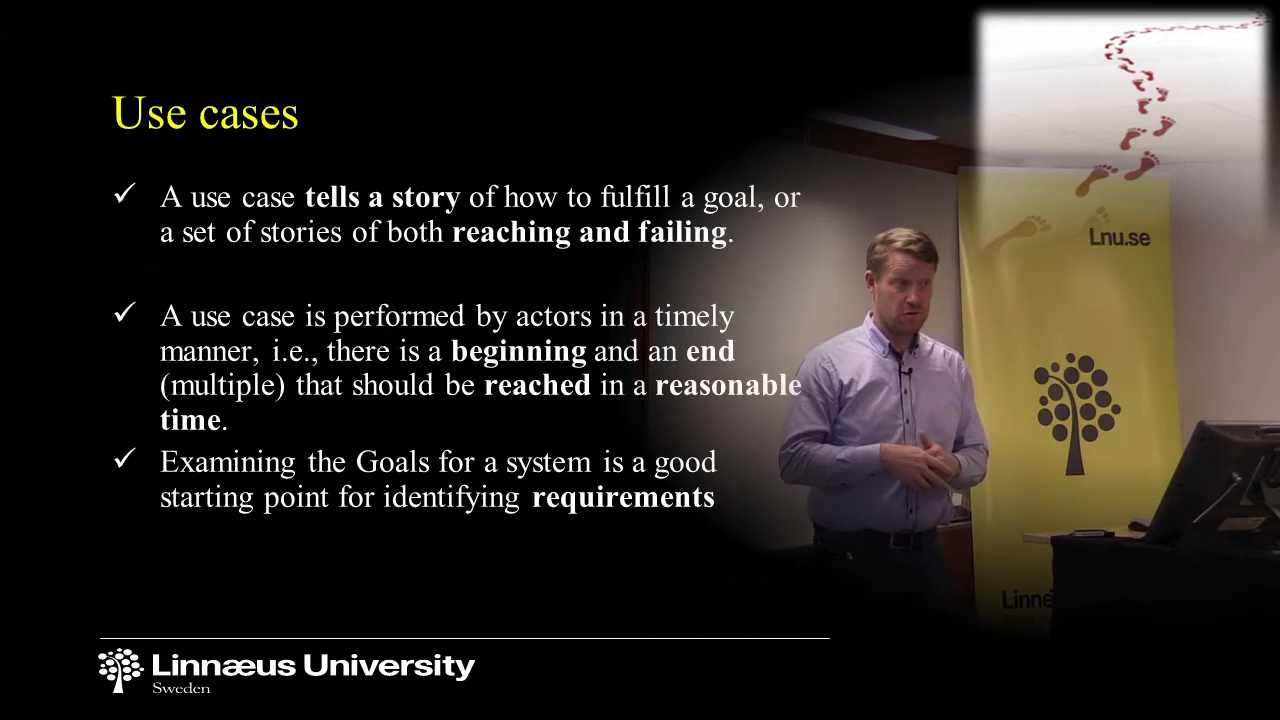 Use cases
✓ A use case tells a story of how to fulfill a goal, or
a set of stories of both reaching and failing.
✓ A use case is performed by actors in a timely
manner, i.e., there is a beginning and an end
(multiple) that should be reached in a reasonable
time.
✓ Examining the Goals for a system is a good
starting point for identifying requirements
Lnu.se
Linne
Linnæus University
Sweden